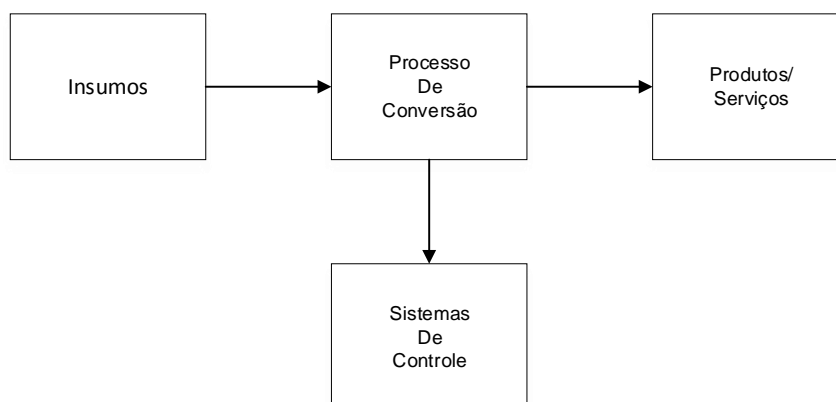 Insumos
Processo
De
Conversão
Produtos/
Serviços
Sistemas
De
Controle